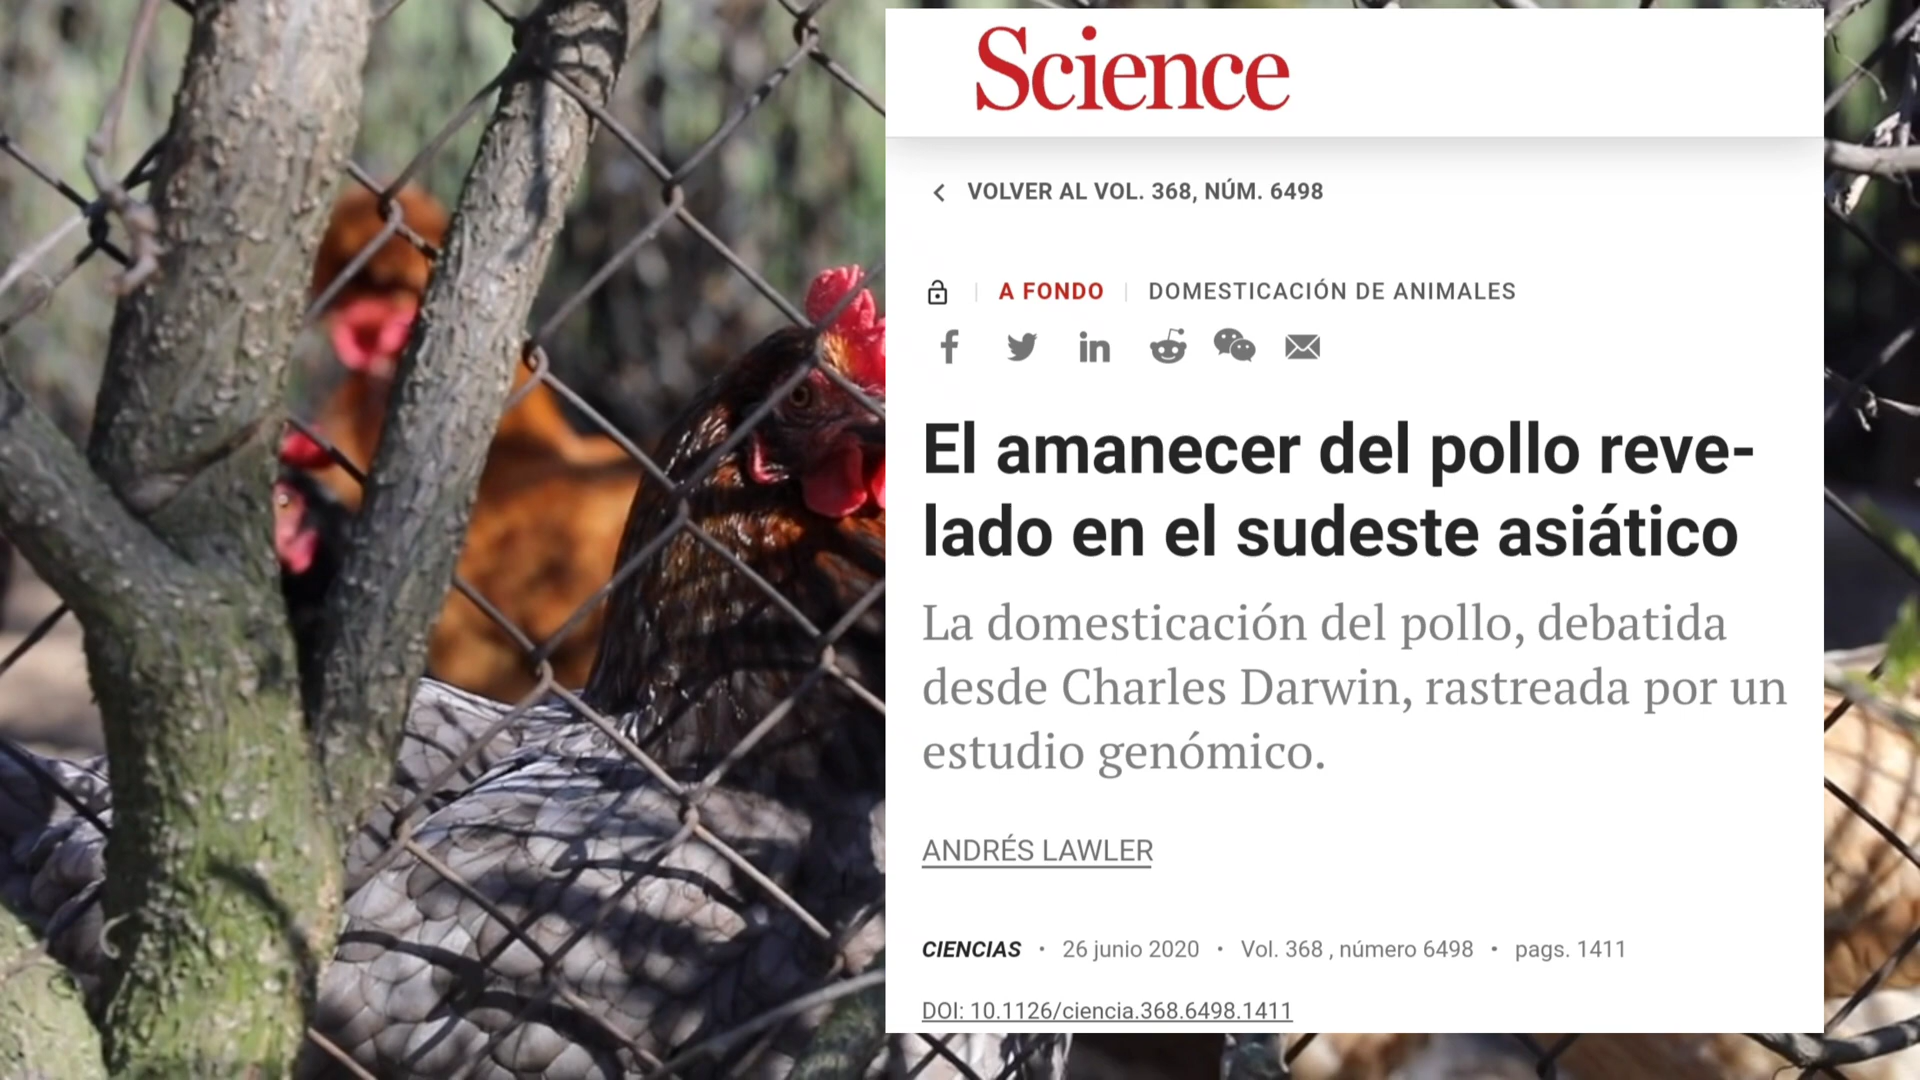 Science
VOLVER AL VOL. 368, NÚM. 6498
A FONDO DOMESTICACIÓN DE ANIMALES
El amanecer del pollo reve-
lado en el sudeste asiático
La domesticación del pollo, debatida
desde Charles Darwin, rastreada por un
estudio genómico.
ANDRÉS LAWLER
CIENCIAS • 26 junio 2020 • Vol. 368 , número 6498 • pags. 1411
DOI: 10.1126/ciencia.368.6498.1411